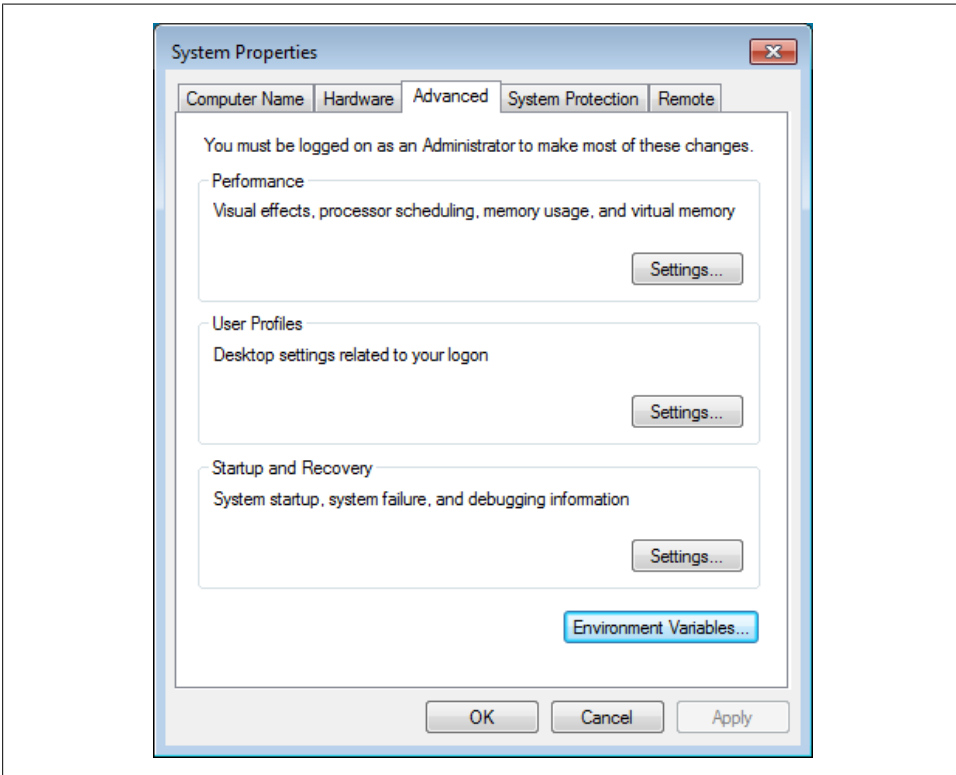 System Properties
Computer Name Hardware Advanced System Protection Remote
You must be logged on as an Administrator to make most of these changes.
Performance
Visual effects, processor scheduling, memory usage, and virtual memory
Settings...
User Profiles
Desktop settings related to your logon
Settings...
Startup and Recovery
System startup, system failure, and debugging information
Settings...
Environment Variables...
OK Cancel Apply